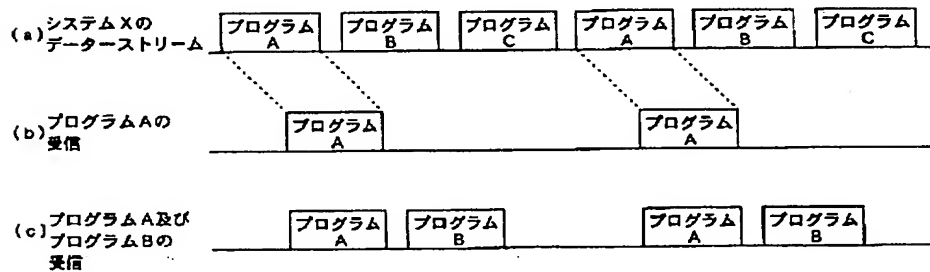 (a) システムXの
データーストリーム
プログラム
A
プログラム
B
プログラム
C
プログラム
A
プログラム
B
プログラム
C
(b) プログラムAの
受信
プログラム
A
プログラム
A
(c) プログラムA及び
プログラムBの
受信
プログラム
A
プログラム
B
プログラム
A
プログラム
B